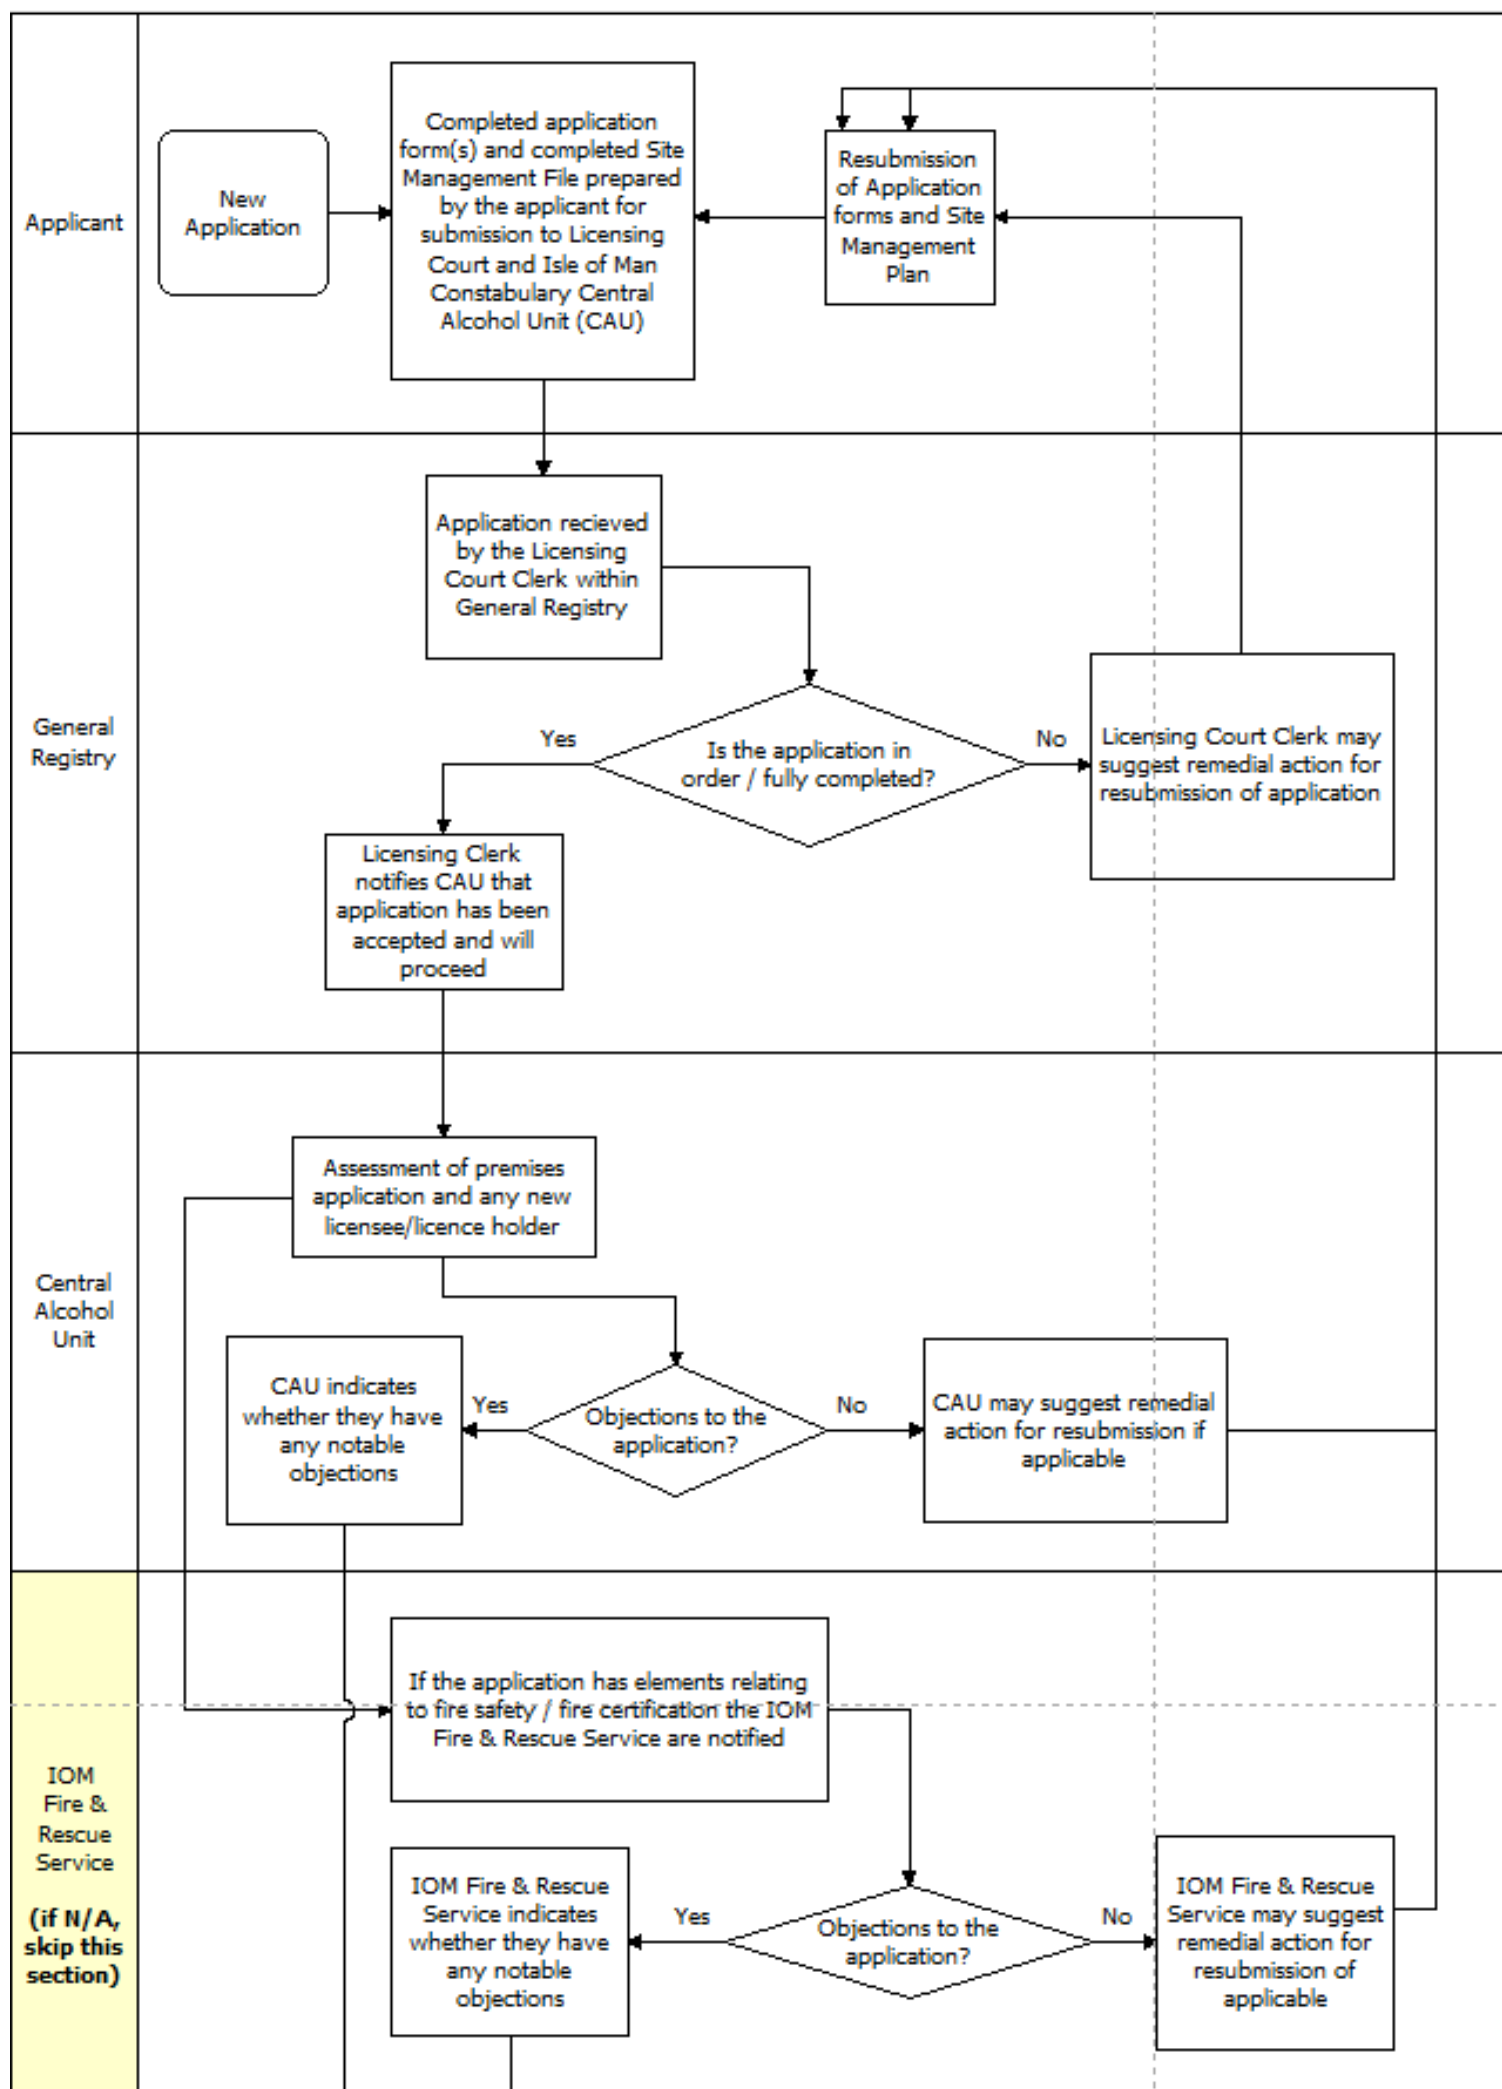 Applicant
New
Application
Completed application
form(s) and completed Site
Management File prepared
by the applicant for
submission to Licensing
Court and Isle of Man
Constabulary Central
Alcohol Unit (CAU)
Resubmission
of Application
forms and Site
Management
Plan
General
Registry
Application recieved
by the Licensing
Court Clerk within
General Registry
Yes
Is the application in
order / fully completed?
No
Licensing Court Clerk may
suggest remedial action for
resubmission of application
Licensing Clerk
notifies CAU that
application has been
accepted and will
proceed
Central
Alcohol
Unit
Assessment of premises
application and any new
licensee/licence holder
CAU indicates
whether they have
any notable
objections
Yes
Objections to the
application?
No
CAU may suggest remedial
action for resubmission if
applicable
IOM
Fire &
Rescue
Service
(if N/A,
skip this
section)
If the application has elements relating
to fire safety / fire certification the IOM
Fire & Rescue Service are notified
IOM Fire & Rescue
Service indicates
whether they have
any notable
objections
Yes
Objections to the
application?
No
IOM Fire & Rescue
Service may suggest
remedial action for
resubmission of
applicable